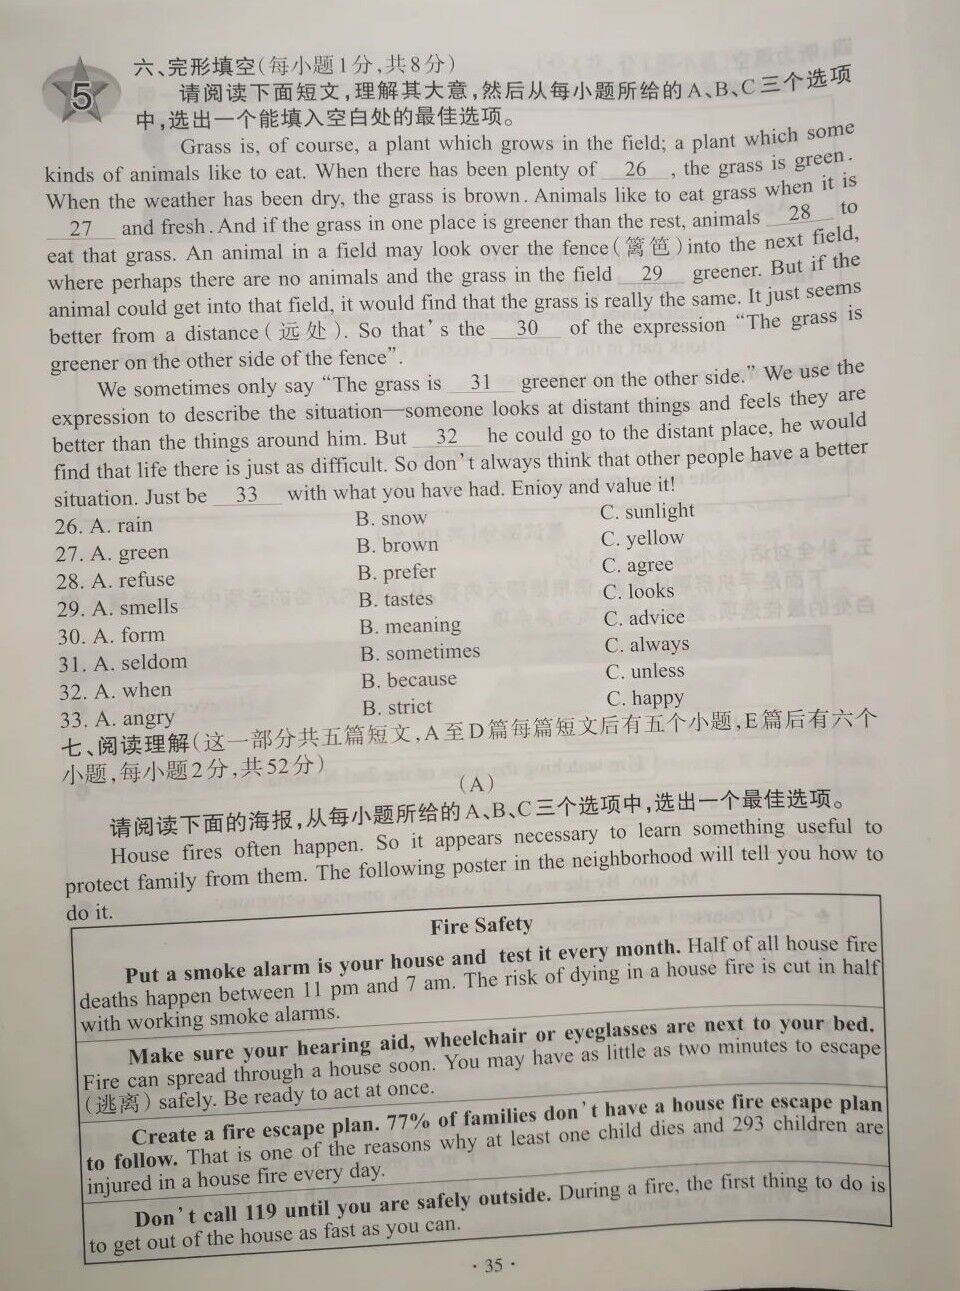 5
六、完形填空(每小题1分,共8分)
请阅读下面短文,理解其大意,然后从每小题所给的A、B、C三个选项
中,选出一个能填入空白处的最佳选项。
Grass is, of course, a plant which grows in the field; a plant which some
kinds of animals like to eat. When there has been plenty of 26 , the grass is green.
When the weather has been dry, the grass is brown. Animals like to eat grass when it is
27 and fresh. And if the grass in one place is greener than the rest, animals 28 to
eat that grass. An animal in a field may look over the fence(篱笆)into the next field,
where perhaps there are no animals and the grass in the field 29 greener. But if the
animal could get into that field, it would find that the grass is really the same. It just seems
better from a distance(远处). So that's the 30 of the expression “The grass is
greener on the other side of the fence”.
We sometimes only say “The grass is 31 greener on the other side.” We use the
expression to describe the situation—someone looks at distant things and feels they are
better than the things around him. But 32 he could go to the distant place, he would
find that life there is just as difficult. So don't always think that other people have a better
situation. Just be 33 with what you have had. Enioy and value it!
26. A. rain B. snow C. sunlight
27. A. green B. brown C. yellow
28. A. refuse B. prefer C. agree
29. A. smells B. tastes C. looks
30. A. form B. meaning C. advice
31. A. seldom B. sometimes C. always
32. A. when B. because C. unless
33. A. angry B. strict C. happy
七、阅读理解(这一部分共五篇短文,A至D篇每篇短文后有五个小题,E篇后有六个
小题,每小题2分,共52分)
(A)
请阅读下面的海报,从每小题所给的A、B、C三个选项中,选出一个最佳选项。
House fires often happen. So it appears necessary to learn something useful to
protect family from them. The following poster in the neighborhood will tell you how to
do it.
Fire Safety
Put a smoke alarm is your house and test it every month. Half of all house fire
deaths happen between 11 pm and 7 am. The risk of dying in a house fire is cut in half
with working smoke alarms.
Make sure your hearing aid, wheelchair or eyeglasses are next to your bed.
Fire can spread through a house soon. You may have as little as two minutes to escape
(逃离) safely. Be ready to act at once.
Create a fire escape plan. 77% of families don't have a house fire escape plan
to follow. That is one of the reasons why at least one child dies and 293 children are
injured in a house fire every day.
Don't call 119 until you are safely outside. During a fire, the first thing to do is
to get out of the house as fast as you can.
· 35 ·